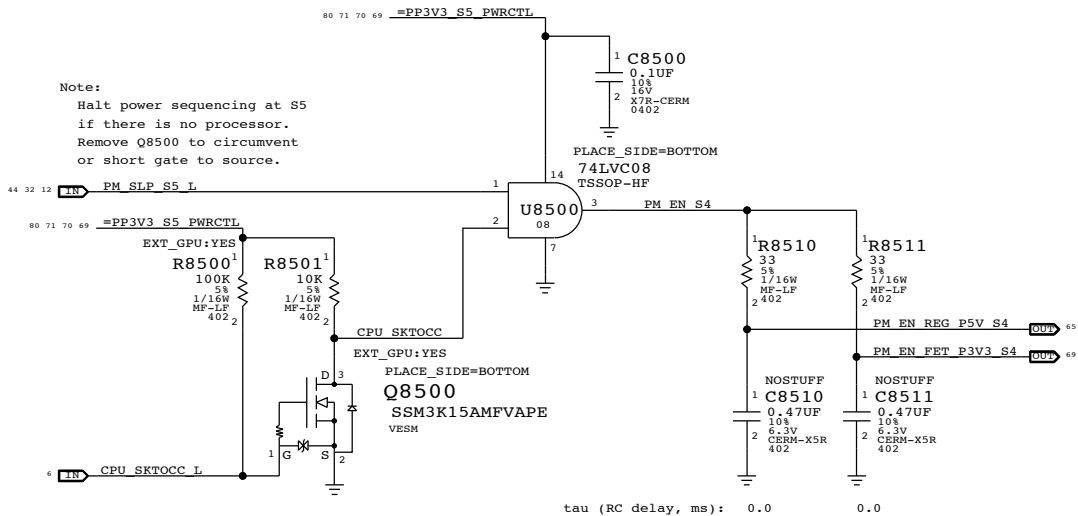 80 71 70 69 =PP3V3_S5_PWRCTL
1 C8500
0.1UF
10%
16V
2 X7R-CERM
0402
Note:
Halt power sequencing at S5
if there is no processor.
Remove Q8500 to circumvent
or short gate to source.
PLACE_SIDE=BOTTOM
74LVC08
TSSOP-HF
14
44 32 12 IN PM_SLP_S5_L 1
U8500
08
3 PM_EN_S4
2
7
80 71 70 69 =PP3V3_S5_PWRCTL
EXT_GPU:YES
R8500 1
100K
5%
1/16W
MF-LF
402 2
R8501 1
10K
5%
1/16W
MF-LF
402 2
1 R8510
33
5%
1/16W
MF-LF
2 402
1 R8511
33
5%
1/16W
MF-LF
2 402
CPU_SKTOCC
EXT_GPU:YES
PM_EN_REG_P5V_S4 OUT 65
PM_EN_FET_P3V3_S4 OUT 69
PLACE_SIDE=BOTTOM
D 3
Q8500
SSM3K15AMFVAPE
VESM
1 G S 2
NOSTUFF
1 C8510
0.47UF
10%
2 6.3V
CERM-X5R
402
NOSTUFF
1 C8511
0.47UF
10%
2 6.3V
CERM-X5R
402
6 IN CPU_SKTOCC_L
tau (RC delay, ms): 0.0 0.0